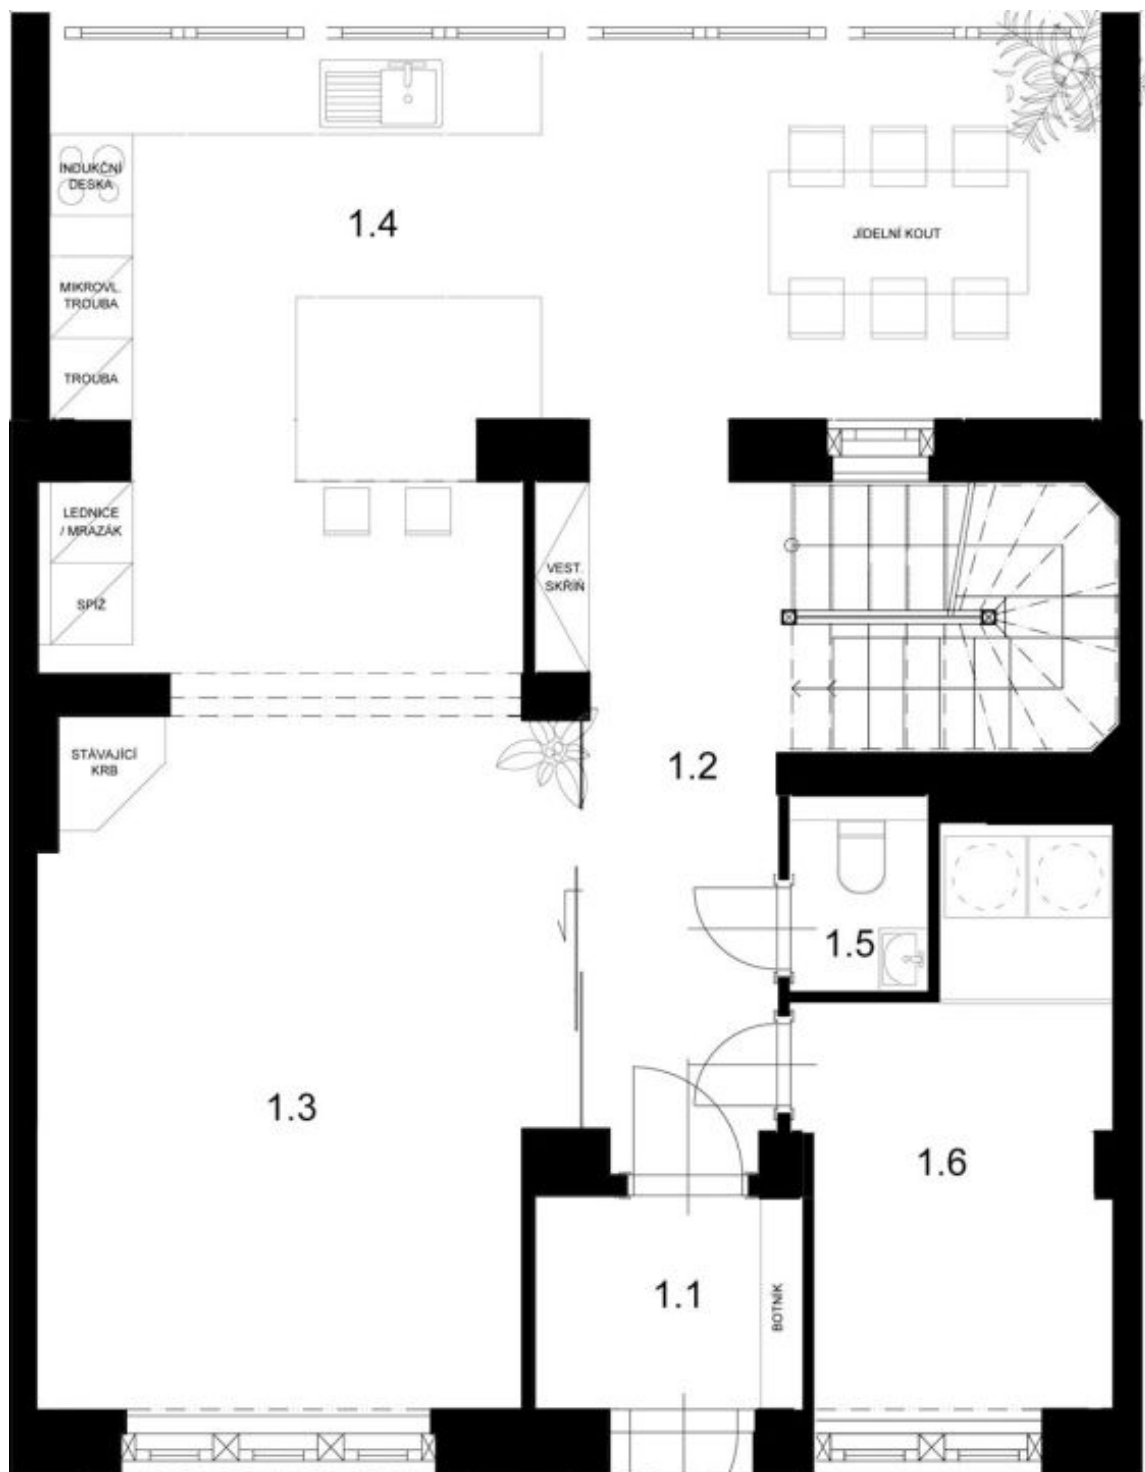 INDUKČNÍ
DESKA
1.4
JÍDELNÍ KOUT
MIKROVL.
TROUBA
TROUBA
LEDNICE
/ MRAZÁK
VEST.
SKŘÍŇ
SPÍŽ
STÁVAJÍCÍ
KRB
1.2
1.5
1.3
1.6
1.1
BOTNÍK